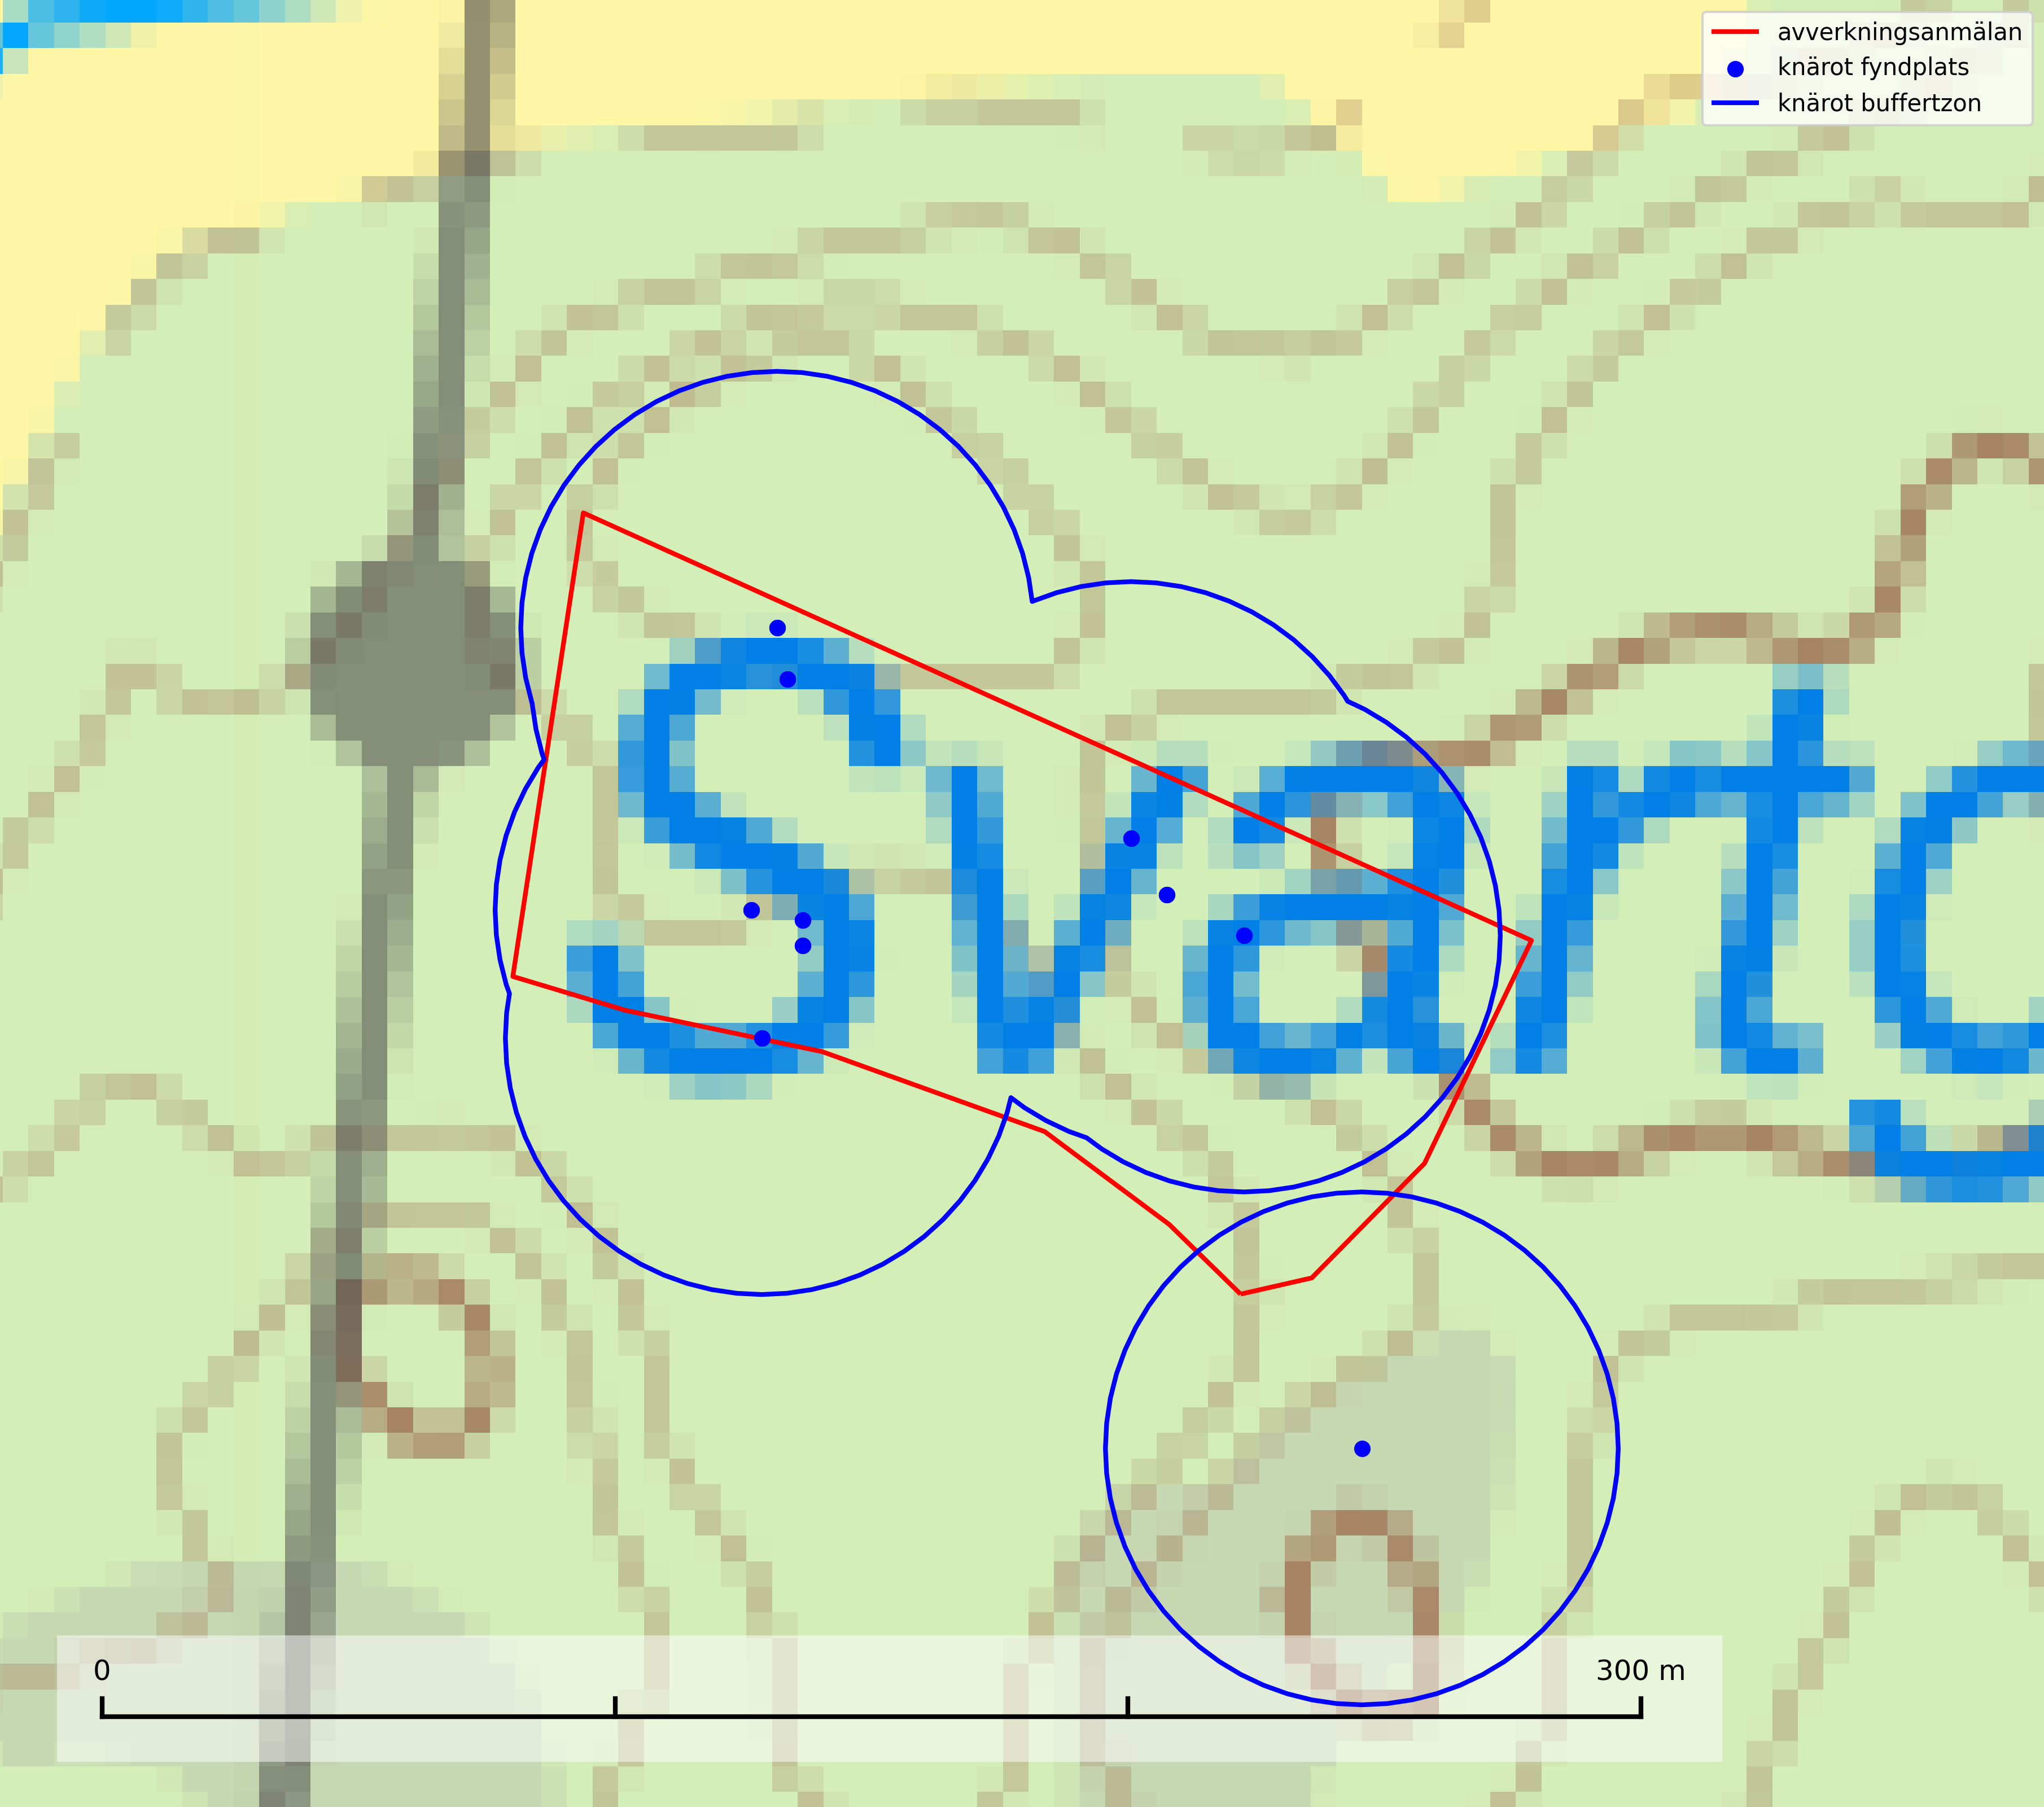 avverkningsanmälan
knärot fyndplats
knärot buffertzon
0 300 m